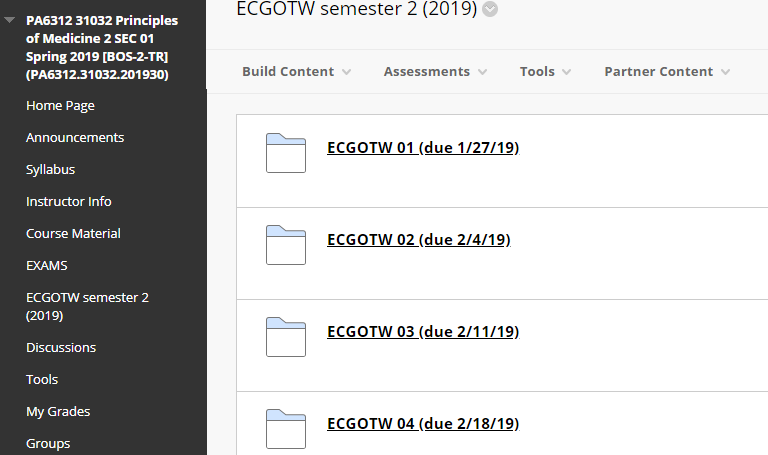 PA6312 31032 Principles
of Medicine 2 SEC 01
Spring 2019 [BOS-2-TR]
(PA6312.31032.201930)
Home Page
Announcements
Syllabus
Instructor Info
Course Material
EXAMS
ECGOTW semester 2
(2019)
Discussions
Tools
My Grades
Groups
ECGOTW semester 2 (2019)
Build Content
Assessments
Tools
Partner Content
ECGOTW 01 (due 1/27/19)
ECGOTW 02 (due 2/4/19)
ECGOTW 03 (due 2/11/19)
ECGOTW 04 (due 2/18/19)